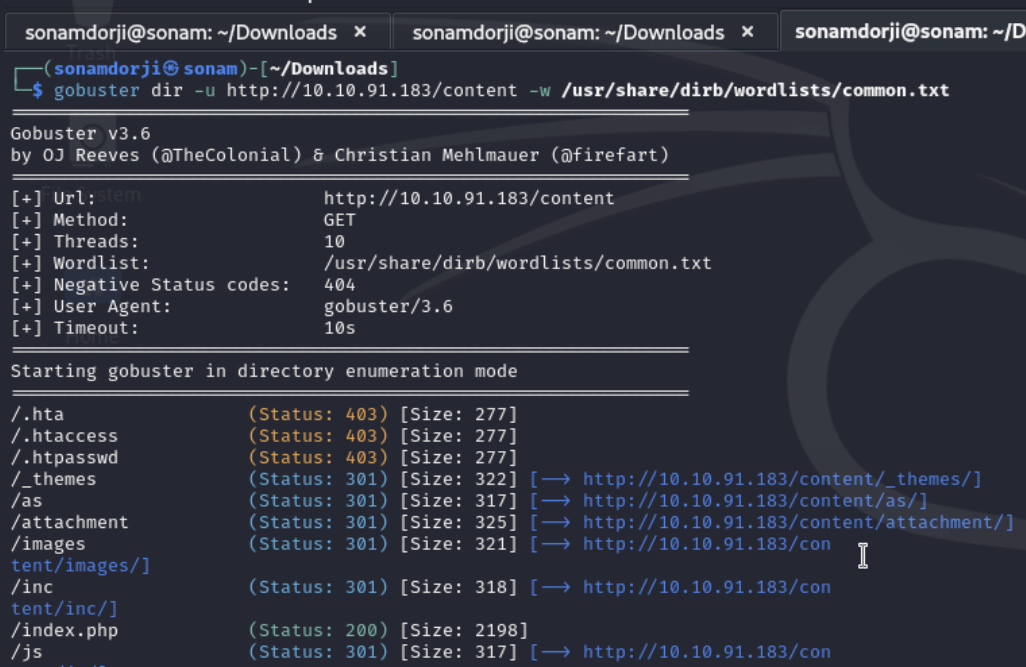 sonamdorji@sonam: ~/Downloads × sonamdorji@sonam: ~/Downloads × sonamdorji@sonam: ~/D
Trash
┌──(sonamdorji㉿sonam)-[~/Downloads]
└─$ gobuster dir -u http://10.10.91.183/content -w /usr/share/dirb/wordlists/common.txt
===============================================================
Gobuster v3.6
by OJ Reeves (@TheColonial) & Christian Mehlmauer (@firefart)
===============================================================
[+] Url: http://10.10.91.183/content
[+] Method: GET
[+] Threads: 10
[+] Wordlist: /usr/share/dirb/wordlists/common.txt
[+] Negative Status codes: 404
[+] User Agent: gobuster/3.6
[+] Timeout: 10s
Home
===============================================================
Starting gobuster in directory enumeration mode
===============================================================
/.hta (Status: 403) [Size: 277]
/.htaccess (Status: 403) [Size: 277]
/.htpasswd (Status: 403) [Size: 277]
/_themes (Status: 301) [Size: 322] [--> http://10.10.91.183/content/_themes/]
/as (Status: 301) [Size: 317] [--> http://10.10.91.183/content/as/]
/attachment (Status: 301) [Size: 325] [--> http://10.10.91.183/content/attachment/]
/images (Status: 301) [Size: 321] [--> http://10.10.91.183/con
tent/images/]
/inc (Status: 301) [Size: 318] [--> http://10.10.91.183/con
tent/inc/]
/index.php (Status: 200) [Size: 2198]
/js (Status: 301) [Size: 317] [--> http://10.10.91.183/con